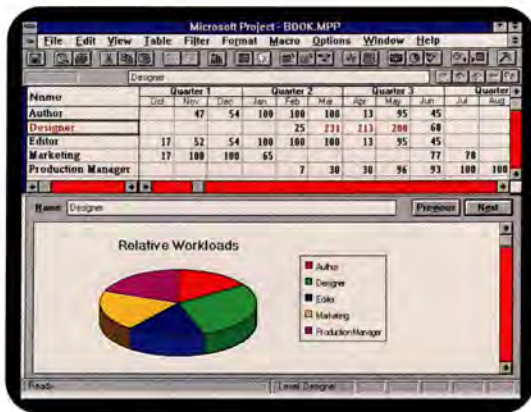 Microsoft Project - BOOK.MPP
File Edit View Table Filter Format Macro Options Window Help
Designer
Name Quarter 1 Quarter 2 Quarter 3 Quarter
Oct Nov Dec Jan Feb Mar Apr May Jun Jul Aug
Author 47 54 100 100 100 13 95 45
Designer 25 231 213 200 60
Editor 17 52 54 100 100 100 13 95 45
Marketing 17 100 100 65 77 70
Production Manager 7 30 30 96 93 100 100
Name: Designer Previous Next
Relative Workloads
Author
Designer
Editor
Marketing
Production Manager
Ready Level Designer